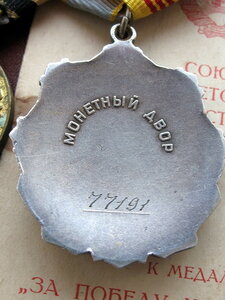 СОЮ
МОНЕТНЫЙ ДВОР
77191
К МЕДАЛ
"ЗА ПОБЕДУ Н